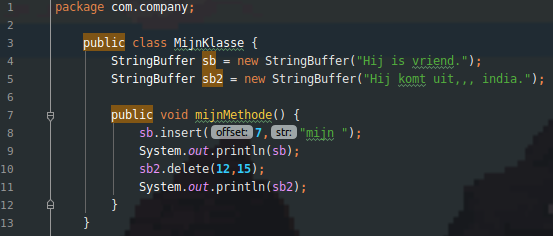 1 package com.company;
2
3 public class MijnKlasse {
4 StringBuffer sb = new StringBuffer("Hij is vriend.");
5 StringBuffer sb2 = new StringBuffer("Hij komt uit,,, india.");
6
7 public void mijnMethode() {
8 sb.insert( offset: 7, str: "mijn ");
9 System.out.println(sb);
10 sb2.delete(12,15);
11 System.out.println(sb2);
12 }
13 }